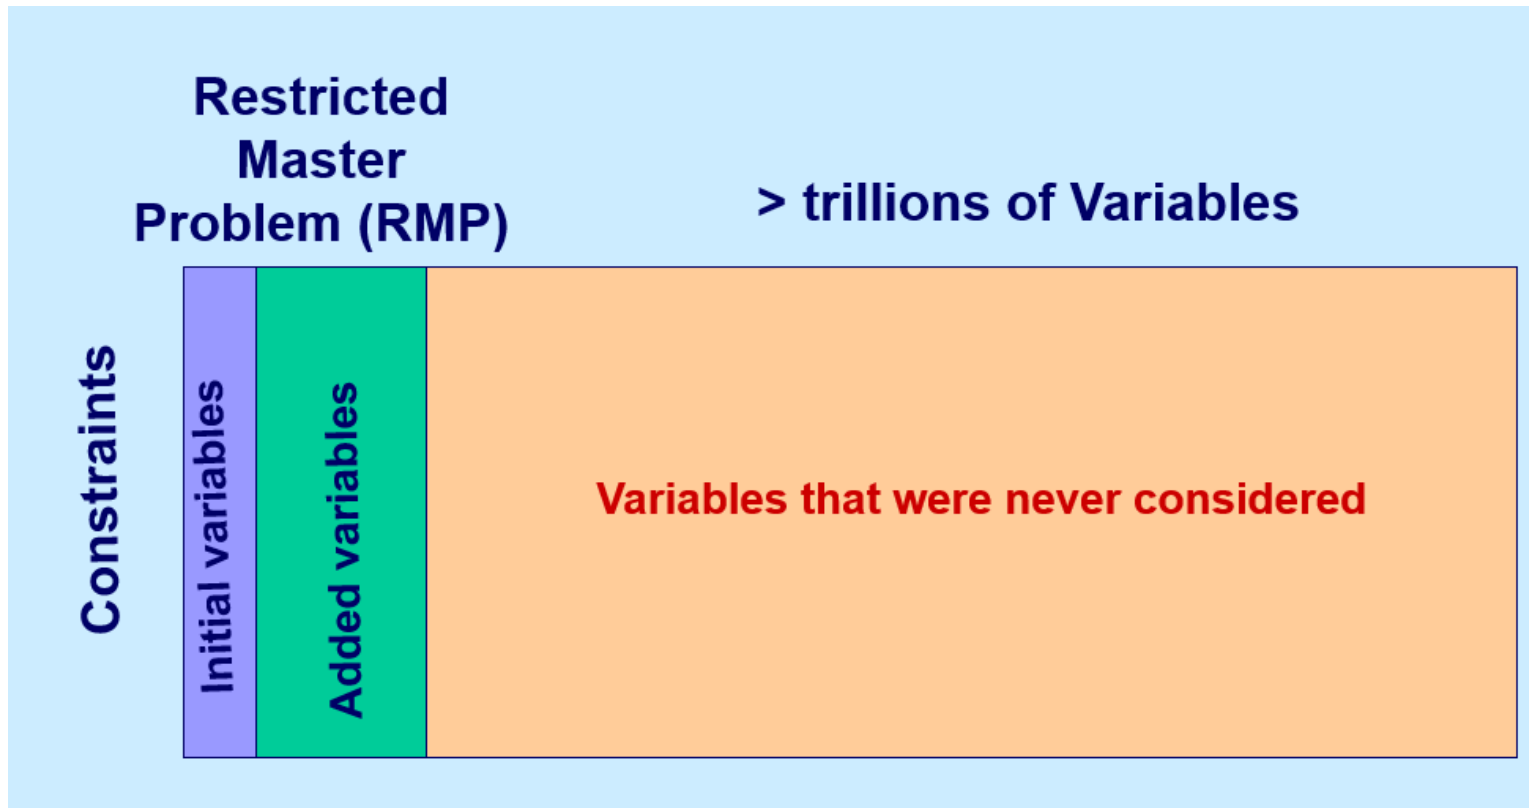 Restricted
Master
Problem (RMP)
> trillions of Variables
Constraints
Initial variables
Added variables
Variables that were never considered